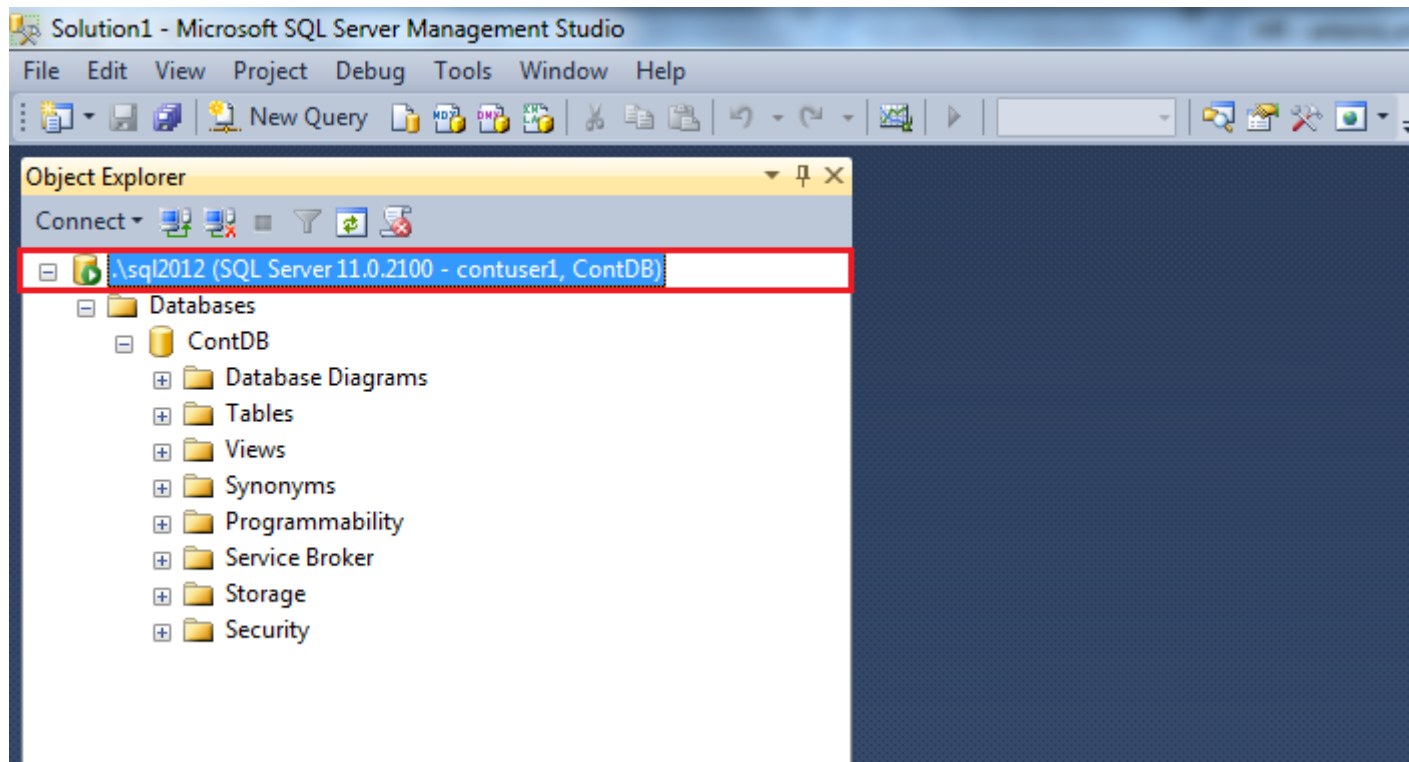 Solution1 - Microsoft SQL Server Management Studio
File Edit View Project Debug Tools Window Help
New Query
Object Explorer
Connect
.\sql2012 (SQL Server 11.0.2100 - contuser1, ContDB)
Databases
ContDB
Database Diagrams
Tables
Views
Synonyms
Programmability
Service Broker
Storage
Security